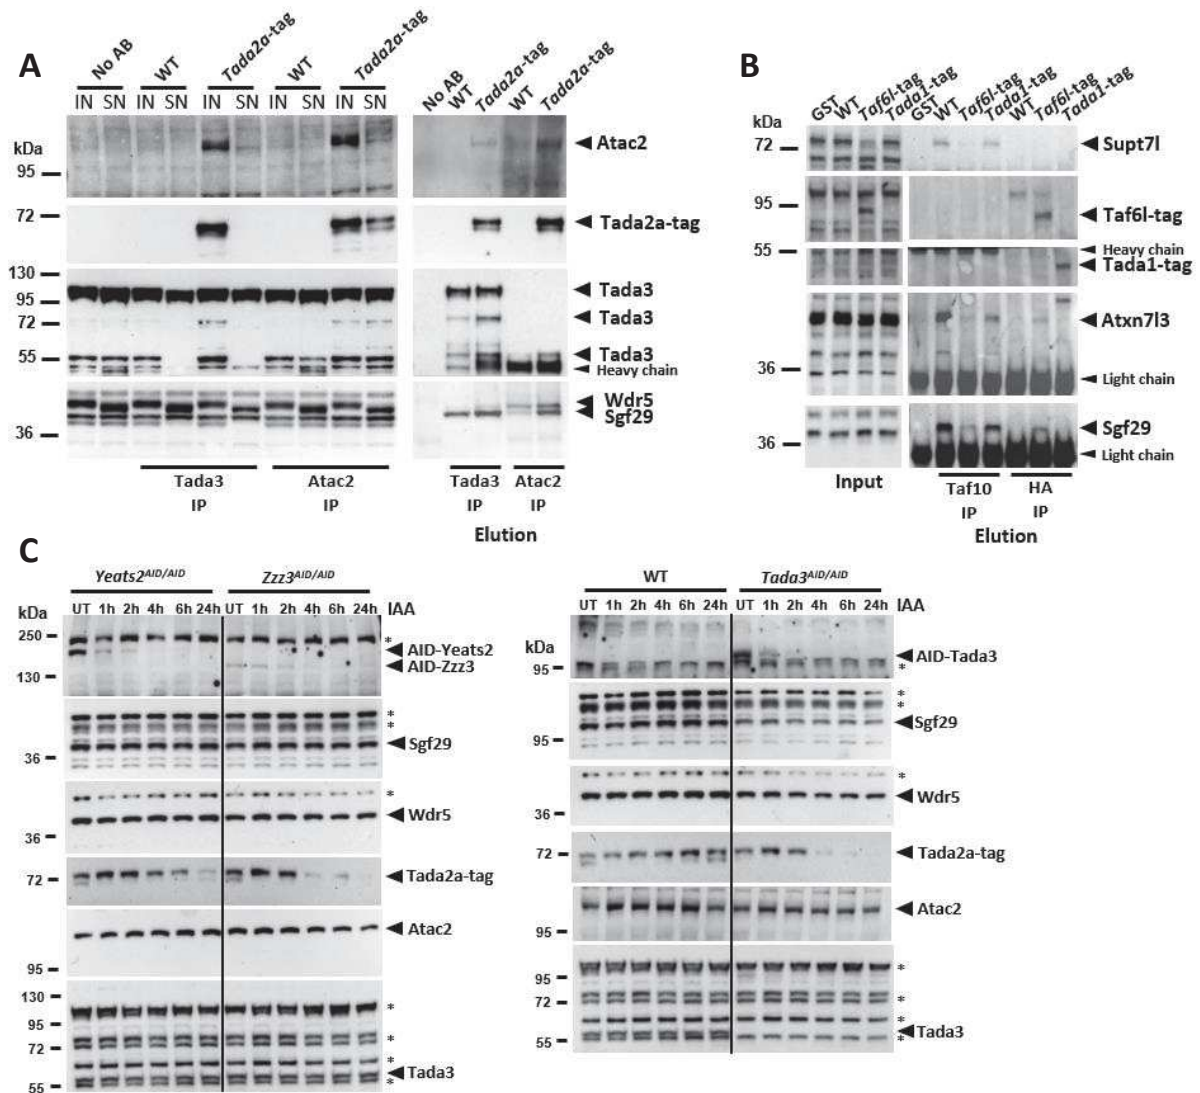 A
No AB WT Tada2a-tag WT Tada2a-tag
IN SN IN SN IN SN IN SN IN SN
No AB WT Tada2a-tag WT Tada2a-tag
kDa
95
Atac2
72
Tada2a-tag
130
95
72
55
Tada3
Tada3
Tada3
Heavy chain
36
Wdr5
Sgf29
Tada3 IP
Atac2 IP
Tada3 IP
Atac2 IP
Elution
B
GST WT Taf6l-tag Tada1-tag GST WT Taf6l-tag Tada1-tag WT Taf6l-tag Tada1-tag
kDa
72
Supt7l
95
Taf6l-tag
55
Heavy chain
Tada1-tag
Atxn7l3
36
Light chain
Sgf29
36
Light chain
Input
Taf10 IP
HA IP
Elution
C
Yeats2AID/AID Zzz3AID/AID
UT 1h 2h 4h 6h 24h UT 1h 2h 4h 6h 24h IAA
kDa
250
*
AID-Yeats2
AID-Zzz3
130
*
*
Sgf29
36
*
Wdr5
36
72
Tada2a-tag
Atac2
95
130
*
95
*
72
*
Tada3
*
55
WT Tada3AID/AID
UT 1h 2h 4h 6h 24h UT 1h 2h 4h 6h 24h IAA
kDa
AID-Tada3
95
*
*
*
Sgf29
95
*
Wdr5
36
72
Tada2a-tag
Atac2
95
*
95
72
*
*
Tada3
*
55